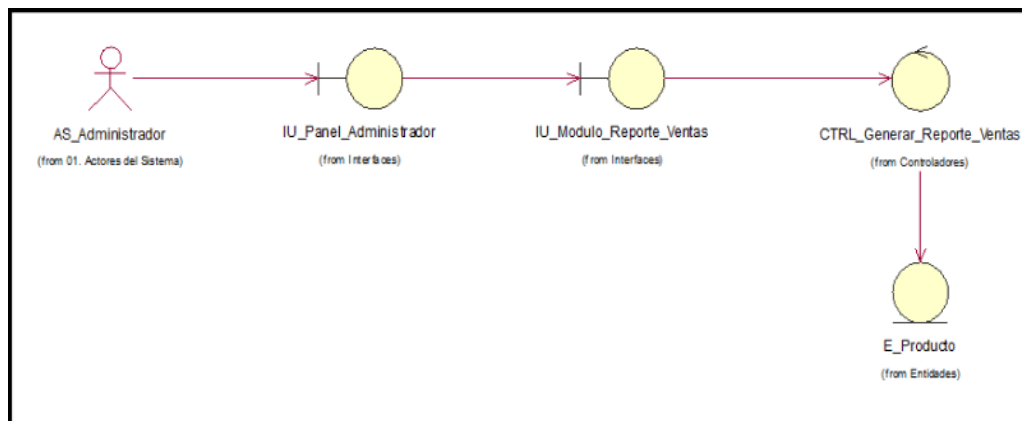 AS_Administrador
(from 01. Actores del Sistema)
IU_Panel_Administrador
(from Interfaces)
IU_Modulo_Reporte_Ventas
(from Interfaces)
CTRL_Generar_Reporte_Ventas
(from Controladores)
E_Producto
(from Entidades)